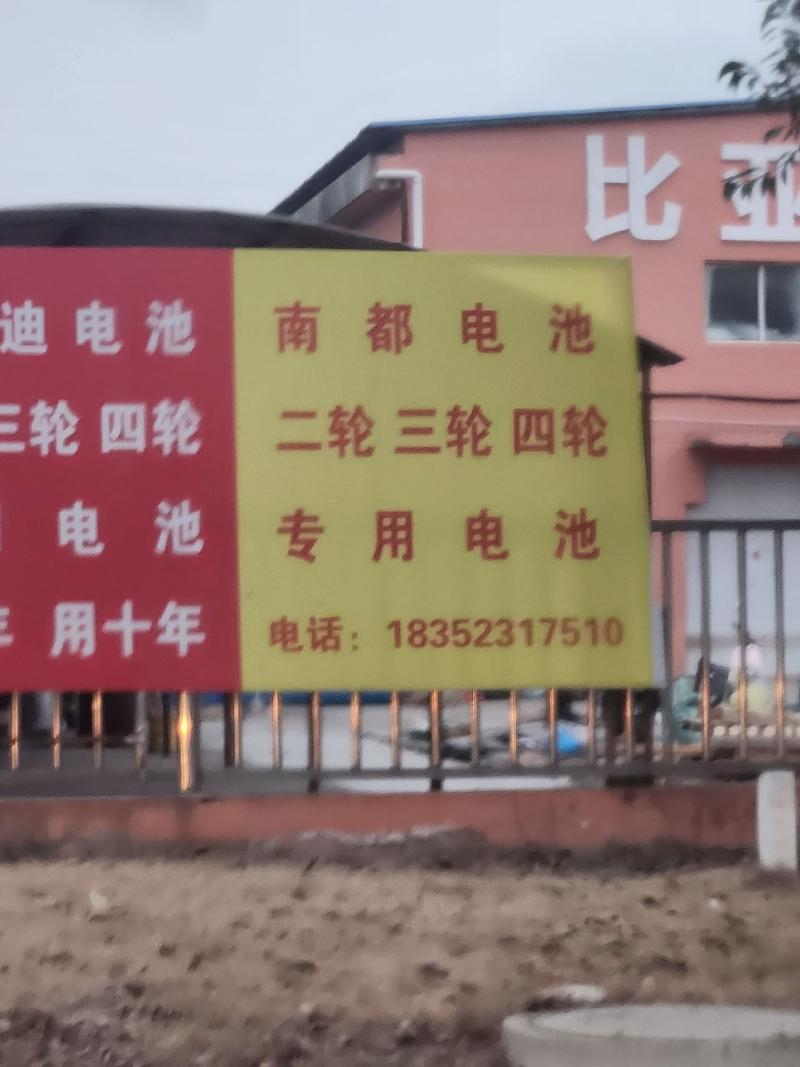 比亚
迪电池
三轮 四轮
电池
用十年
南都电池
二轮 三轮 四轮
专用电池
电话：18352317510